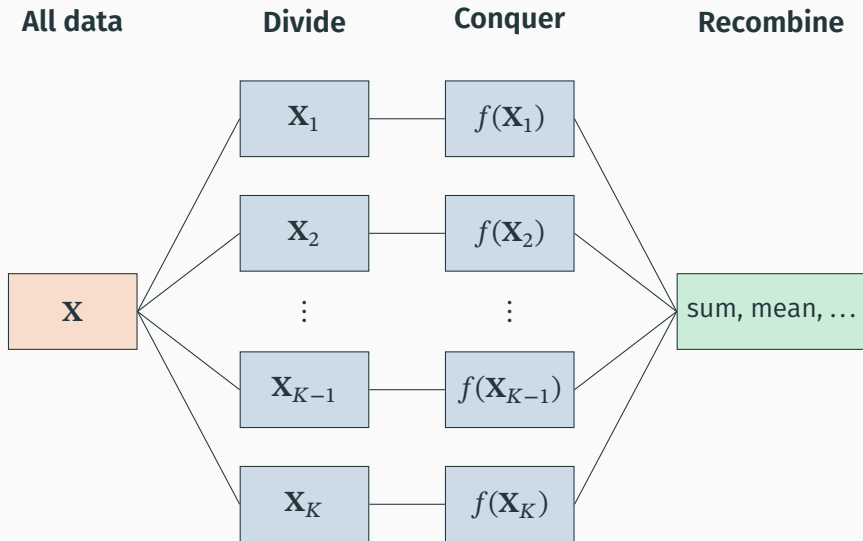 All data Divide Conquer Recombine
X₁ f(X₁)
X₂ f(X₂)
X ⋮ ⋮ sum, mean, …
X_{K−1} f(X_{K−1})
X_K f(X_K)